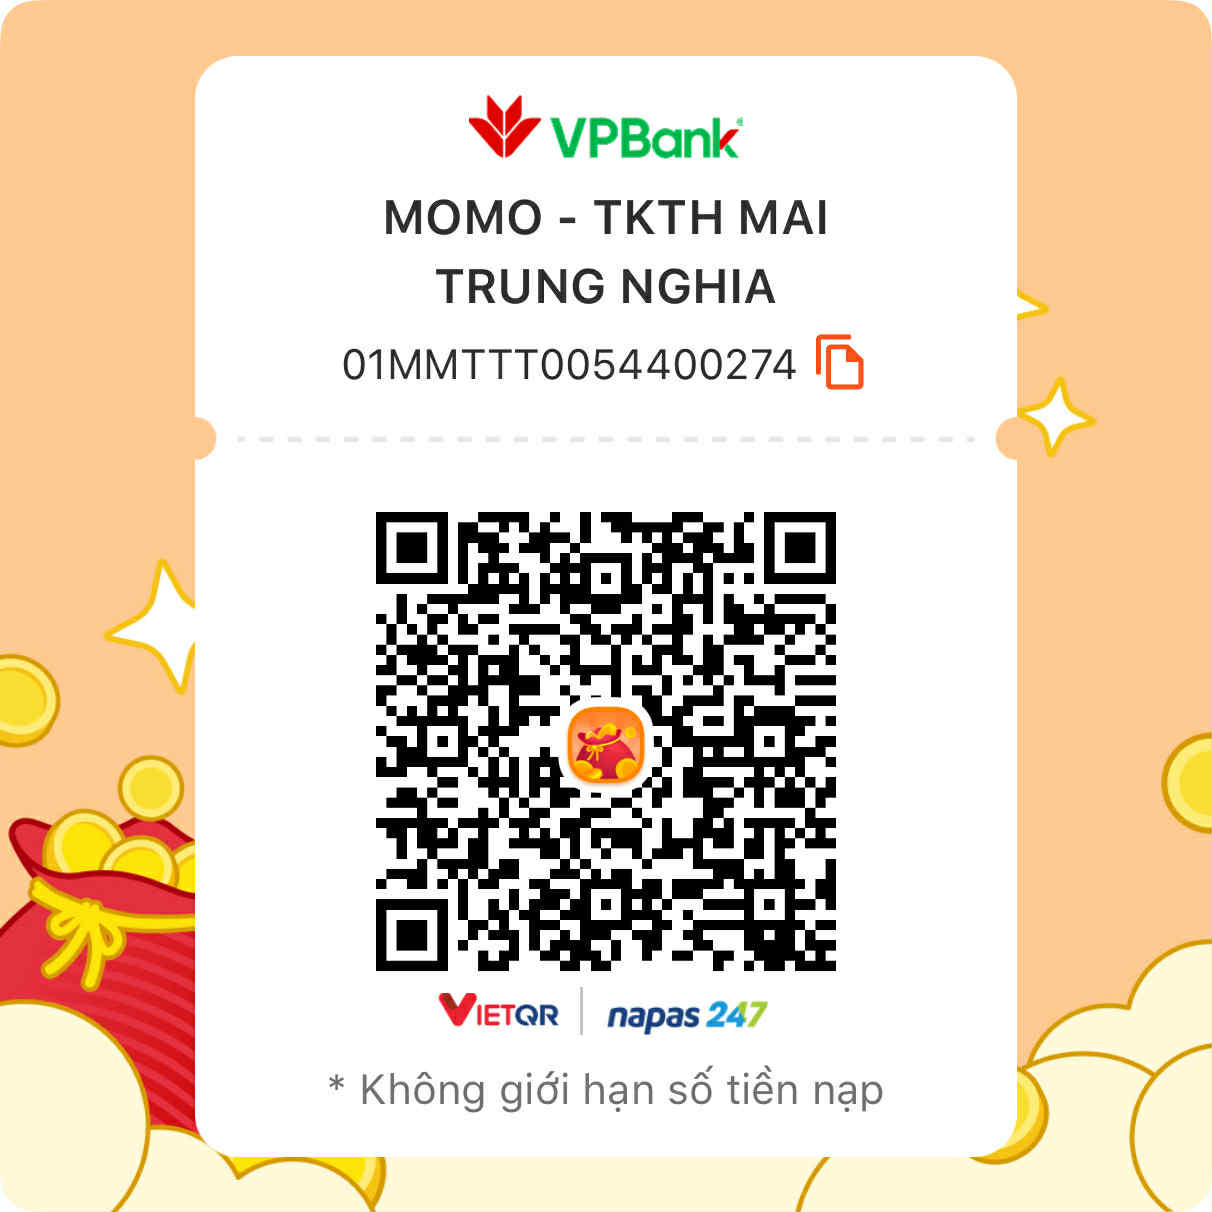 VPBank
MOMO - TKTH MAI
TRUNG NGHIA
01MMTTT0054400274
VIETQR | napas 247
* Không giới hạn số tiền nạp